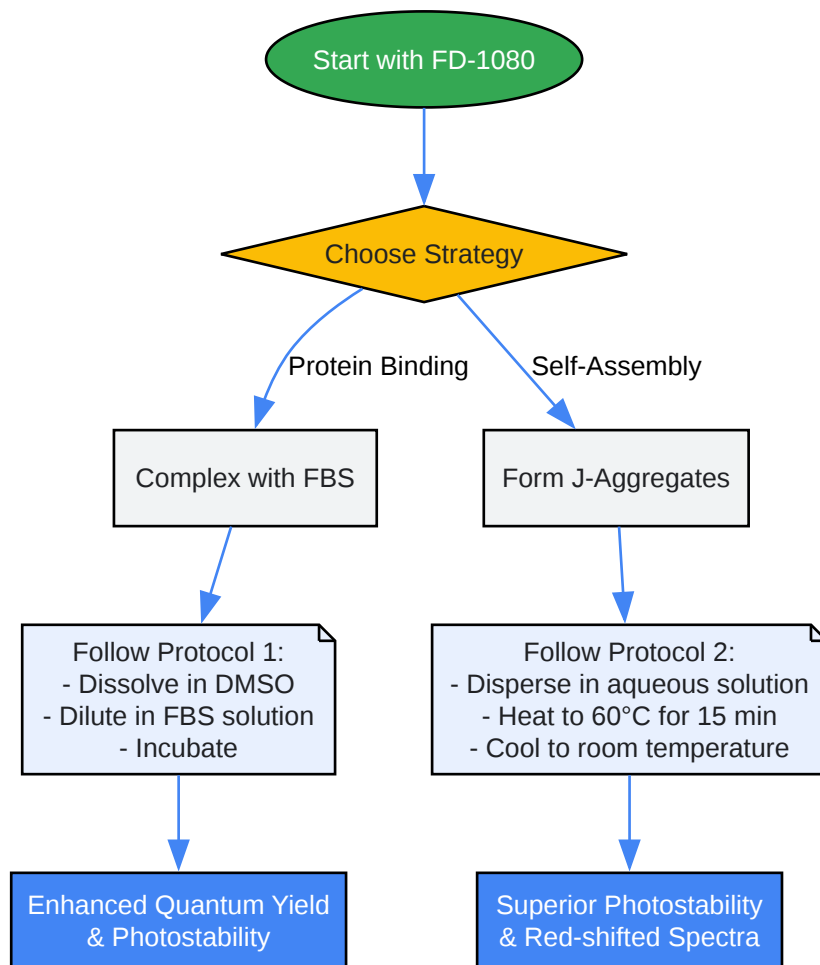 Start with FD-1080
Choose Strategy
Protein Binding
Self-Assembly
Complex with FBS
Form J-Aggregates
Follow Protocol 1:
- Dissolve in DMSO
- Dilute in FBS solution
- Incubate
Follow Protocol 2:
- Disperse in aqueous solution
- Heat to 60°C for 15 min
- Cool to room temperature
Enhanced Quantum Yield
& Photostability
Superior Photostability
& Red-shifted Spectra